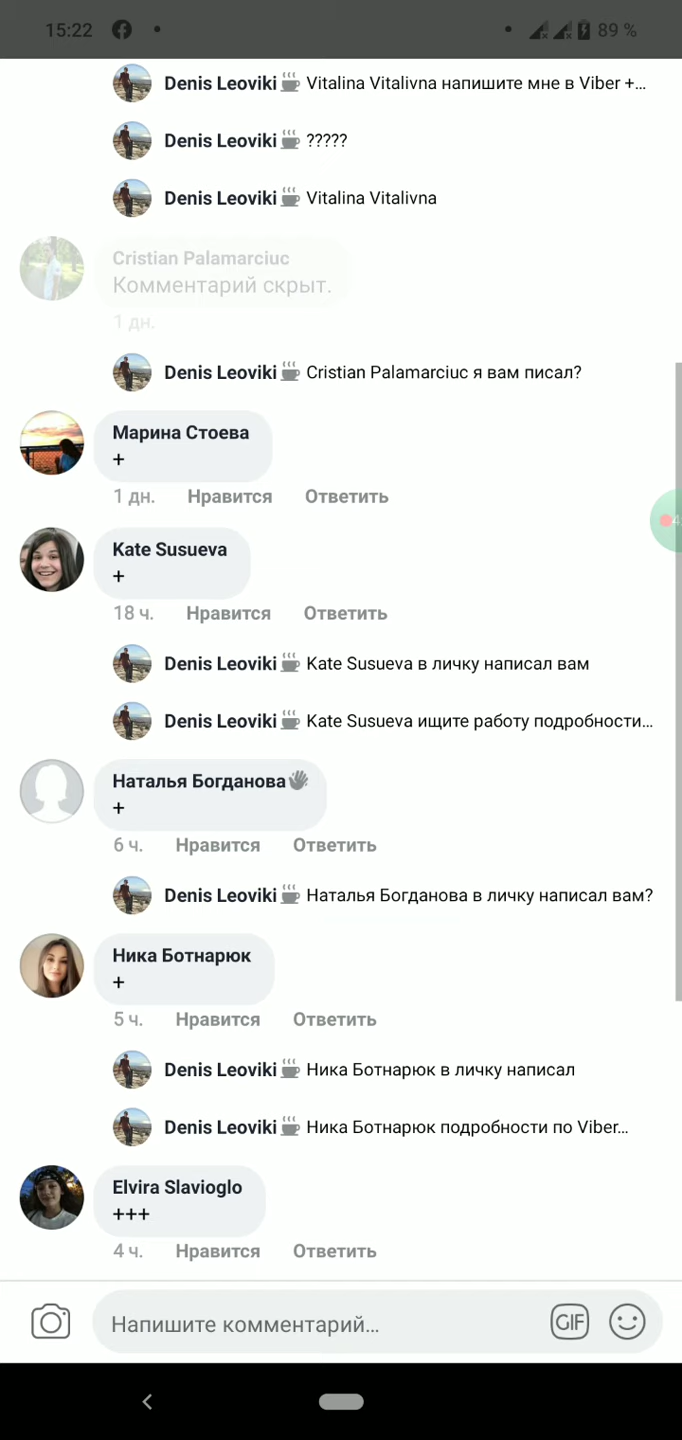 15:22
89 %
Denis Leoviki Vitalina Vitalivna напишите мне в Viber +...
Denis Leoviki ?????
Denis Leoviki Vitalina Vitalivna
Cristian Palamarciuc
Комментарий скрыт.
1 дн.
Denis Leoviki Cristian Palamarciuc я вам писал?
Марина Стоева
+
1 дн. Нравится Ответить
4
Kate Susueva
+
18 ч. Нравится Ответить
Denis Leoviki Kate Susueva в личку написал вам
Denis Leoviki Kate Susueva ищите работу подробности...
Наталья Богданова
+
6 ч. Нравится Ответить
Denis Leoviki Наталья Богданова в личку написал вам?
Ника Ботнарюк
+
5 ч. Нравится Ответить
Denis Leoviki Ника Ботнарюк в личку написал
Denis Leoviki Ника Ботнарюк подробности по Viber...
Elvira Slavioglo
+++
4 ч. Нравится Ответить
Напишите комментарий...
GIF